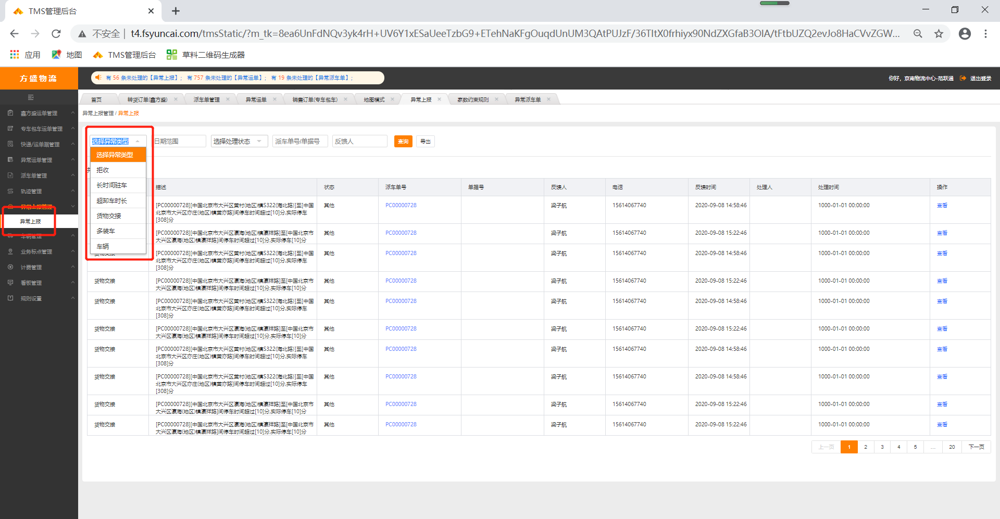 TMS管理后台
不安全
t4.fsyuncai.com/tmsStatic/?m_tk=8ea6UnFdNQv3yk4rH+UV6Y1xESaUeeTzbG9+ETehNaKFgOuqdUnUM3QAtPUJzF/36TItX0frhiyx90NdZXGfaB3OIA/tFtbUZQ2evJo8HaCVvZGW...
应用 地图 TMS管理后台 草料二维码生成器
方盛物流
有 56 条未处理的【异常上报】; 有 757 条未处理的【异常运单】; 有 19 条未处理的【异常派车单】;
你好, 京南物流中心-范跃通 退出登录
首页 转货订单(鑫方盛) 派车单管理 异常运单 销售订单(专车包车) 地图模式 异常上报 家数约束规则 异常派车单
异常上报管理 / 异常上报
鑫方盛运单管理
专车包车运单管理
快递/运单据管理
异常运单管理
派车单管理
轨迹管理
异常上报管理
异常上报
车辆管理
业务标点管理
计费管理
看板管理
规则设置
选择异常类型 日期范围 选择处理状态 派车单号/单据号 反馈人 查询 导出
选择异常类型
拒收
长时间驻车
超卸车时长
货物交接
多装车
车辆
描述 状态 派车单号 单据号 反馈人 电话 反馈时间 处理人 处理时间 操作
[PC00000728][中国北京市大兴区黄村(地区)镇S322(海北路)]至[中国
北京市大兴区亦庄(地区)镇黄亦路]间停车时间超过[10]分,实际停车
[308]分
其他 PC00000728 梁子航 15614067740 2020-09-08 14:58:46 1000-01-01 00:00:00 查看
[PC00000728][中国北京市大兴区瀛海(地区)镇瀛祥路]至[中国北京市
大兴区瀛海(地区)镇瀛祥路]间停车时间超过[10]分,实际停车[10]分
其他 PC00000728 梁子航 15614067740 2020-09-08 15:22:46 1000-01-01 00:00:00 查看
货物交接
[PC00000728][中国北京市大兴区黄村(地区)镇S322(海北路)]至[中国
北京市大兴区亦庄(地区)镇黄亦路]间停车时间超过[10]分,实际停车
[308]分
其他 PC00000728 梁子航 15614067740 2020-09-08 14:58:46 1000-01-01 00:00:00 查看
货物交接
[PC00000728][中国北京市大兴区瀛海(地区)镇瀛祥路]至[中国北京市
大兴区瀛海(地区)镇瀛祥路]间停车时间超过[10]分,实际停车[10]分
其他 PC00000728 梁子航 15614067740 2020-09-08 15:22:46 1000-01-01 00:00:00 查看
货物交接
[PC00000728][中国北京市大兴区黄村(地区)镇S322(海北路)]至[中国
北京市大兴区亦庄(地区)镇黄亦路]间停车时间超过[10]分,实际停车
[308]分
其他 PC00000728 梁子航 15614067740 2020-09-08 14:58:46 1000-01-01 00:00:00 查看
货物交接
[PC00000728][中国北京市大兴区瀛海(地区)镇瀛祥路]至[中国北京市
大兴区瀛海(地区)镇瀛祥路]间停车时间超过[10]分,实际停车[10]分
其他 PC00000728 梁子航 15614067740 2020-09-08 15:22:46 1000-01-01 00:00:00 查看
货物交接
[PC00000728][中国北京市大兴区黄村(地区)镇S322(海北路)]至[中国
北京市大兴区亦庄(地区)镇黄亦路]间停车时间超过[10]分,实际停车
[308]分
其他 PC00000728 梁子航 15614067740 2020-09-08 14:58:46 1000-01-01 00:00:00 查看
货物交接
[PC00000728][中国北京市大兴区黄村(地区)镇S322(海北路)]至[中国
北京市大兴区亦庄(地区)镇黄亦路]间停车时间超过[10]分,实际停车
[308]分
其他 PC00000728 梁子航 15614067740 2020-09-08 14:58:46 1000-01-01 00:00:00 查看
货物交接
[PC00000728][中国北京市大兴区瀛海(地区)镇瀛祥路]至[中国北京市
大兴区瀛海(地区)镇瀛祥路]间停车时间超过[10]分,实际停车[10]分
其他 PC00000728 梁子航 15614067740 2020-09-08 15:22:46 1000-01-01 00:00:00 查看
货物交接
[PC00000728][中国北京市大兴区瀛海(地区)镇瀛祥路]至[中国北京市
大兴区瀛海(地区)镇瀛祥路]间停车时间超过[10]分,实际停车[10]分
其他 PC00000728 梁子航 15614067740 2020-09-08 15:22:46 1000-01-01 00:00:00 查看
上一页 1 2 3 4 5 ... 20 下一页